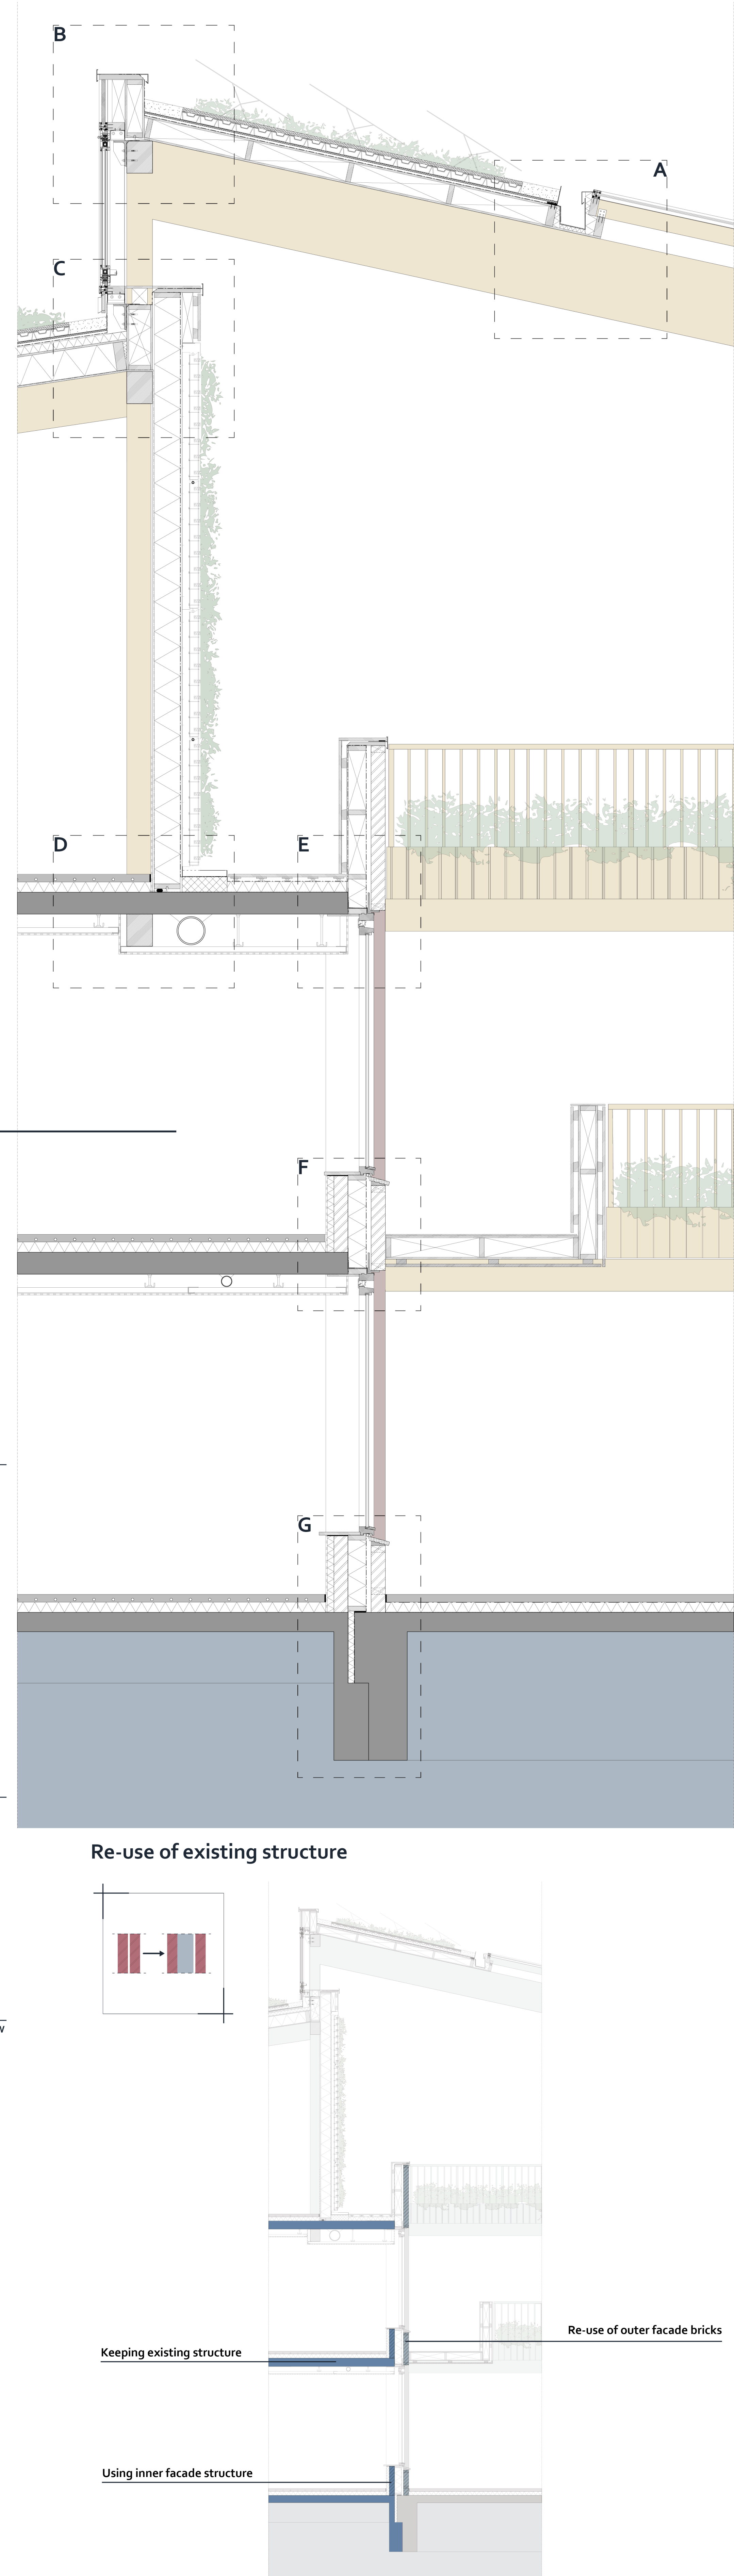 B
A
C
D
E
F
G
Re-use of existing structure
w
Re-use of outer facade bricks
Keeping existing structure
Using inner facade structure